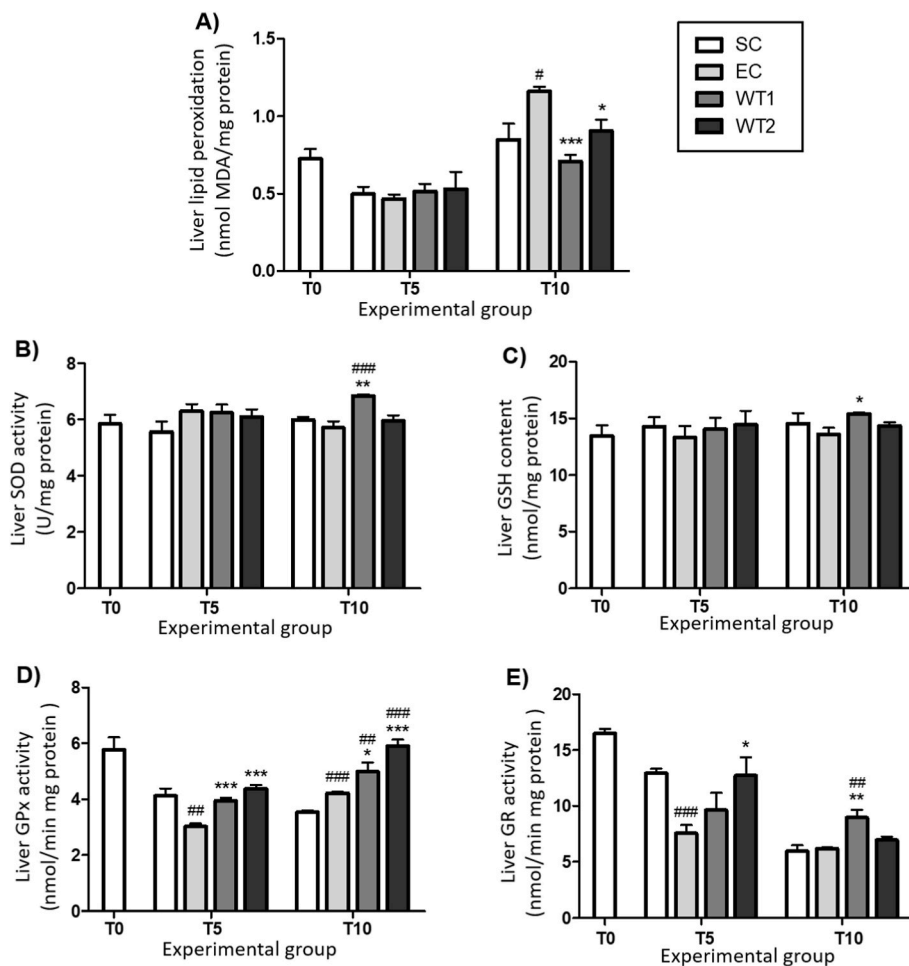 A)
Liver lipid peroxidation
(nmol MDA/mg protein)
1.5
1.0
0.5
0.0
#
***
*
T0
T5
T10
Experimental group
SC
EC
WT1
WT2
B)
Liver SOD activity
(U/mg protein)
8
6
4
2
0
###
**
T0
T5
T10
Experimental group
C)
Liver GSH content
(nmol/mg protein)
20
15
10
5
0
*
T0
T5
T10
Experimental group
D)
Liver GPx activity
(nmol/min mg protein )
8
6
4
2
0
##
***
***
###
##
*
###
***
T0
T5
T10
Experimental group
E)
Liver GR activity
(nmol/min mg protein )
20
15
10
5
0
###
*
##
**
T0
T5
T10
Experimental group